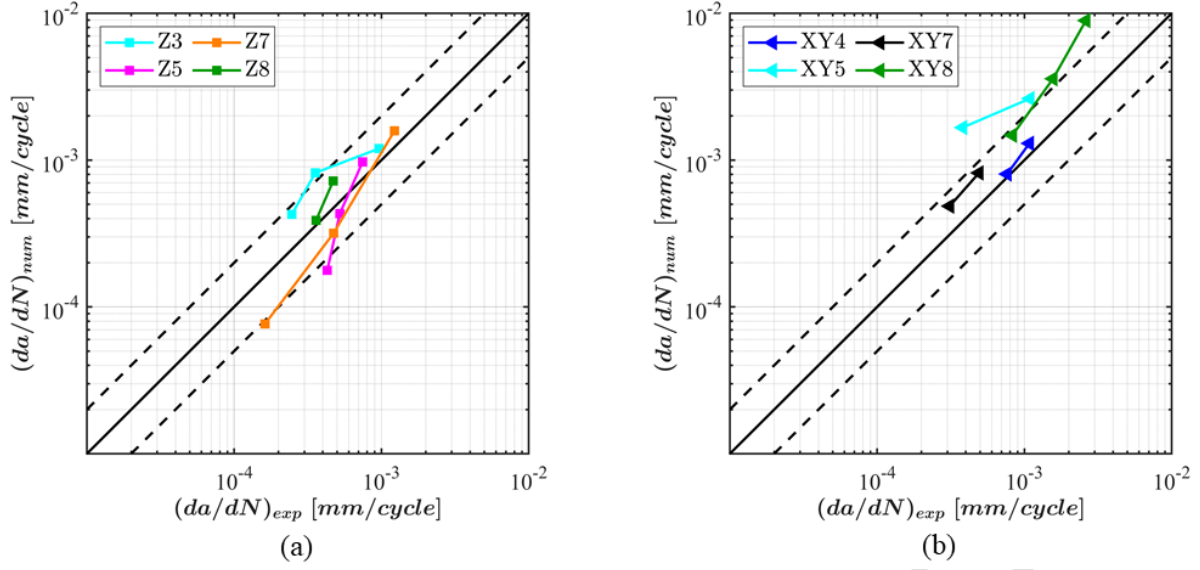 10^-2
10^-3
10^-4
(da/dN)_num [mm/cycle]
Z3 Z7
Z5 Z8
10^-4 10^-3 10^-2
(da/dN)_exp [mm/cycle]
(a)
10^-2
10^-3
10^-4
(da/dN)_num [mm/cycle]
XY4 XY7
XY5 XY8
10^-4 10^-3 10^-2
(da/dN)_exp [mm/cycle]
(b)